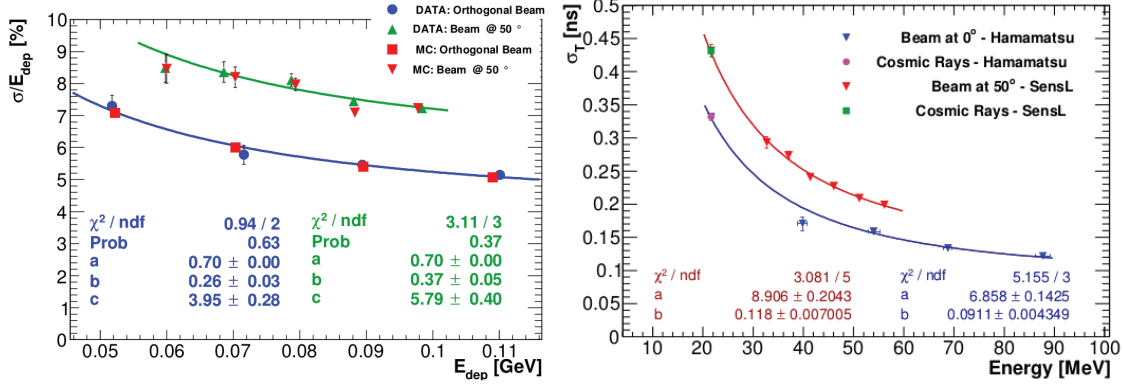 σ/E_dep [%]
10
9
8
7
6
5
4
3
2
1
0
DATA: Orthogonal Beam
DATA: Beam @ 50 °
MC: Orthogonal Beam
MC: Beam @ 50 °
χ² / ndf 0.94 / 2
Prob 0.63
a 0.70 ± 0.00
b 0.26 ± 0.03
c 3.95 ± 0.28
χ² / ndf 3.11 / 3
Prob 0.37
a 0.70 ± 0.00
b 0.37 ± 0.05
c 5.79 ± 0.40
0.05 0.06 0.07 0.08 0.09 0.1 0.11
E_dep [GeV]
σ_T [ns]
0.5
0.45
0.4
0.35
0.3
0.25
0.2
0.15
0.1
0.05
0
Beam at 0° - Hamamatsu
Cosmic Rays - Hamamatsu
Beam at 50° - SensL
Cosmic Rays - SensL
χ² / ndf 3.081 / 5
a 8.906 ± 0.2043
b 0.118 ± 0.007005
χ² / ndf 5.155 / 3
a 6.858 ± 0.1425
b 0.0911 ± 0.004349
10 20 30 40 50 60 70 80 90 100
Energy [MeV]